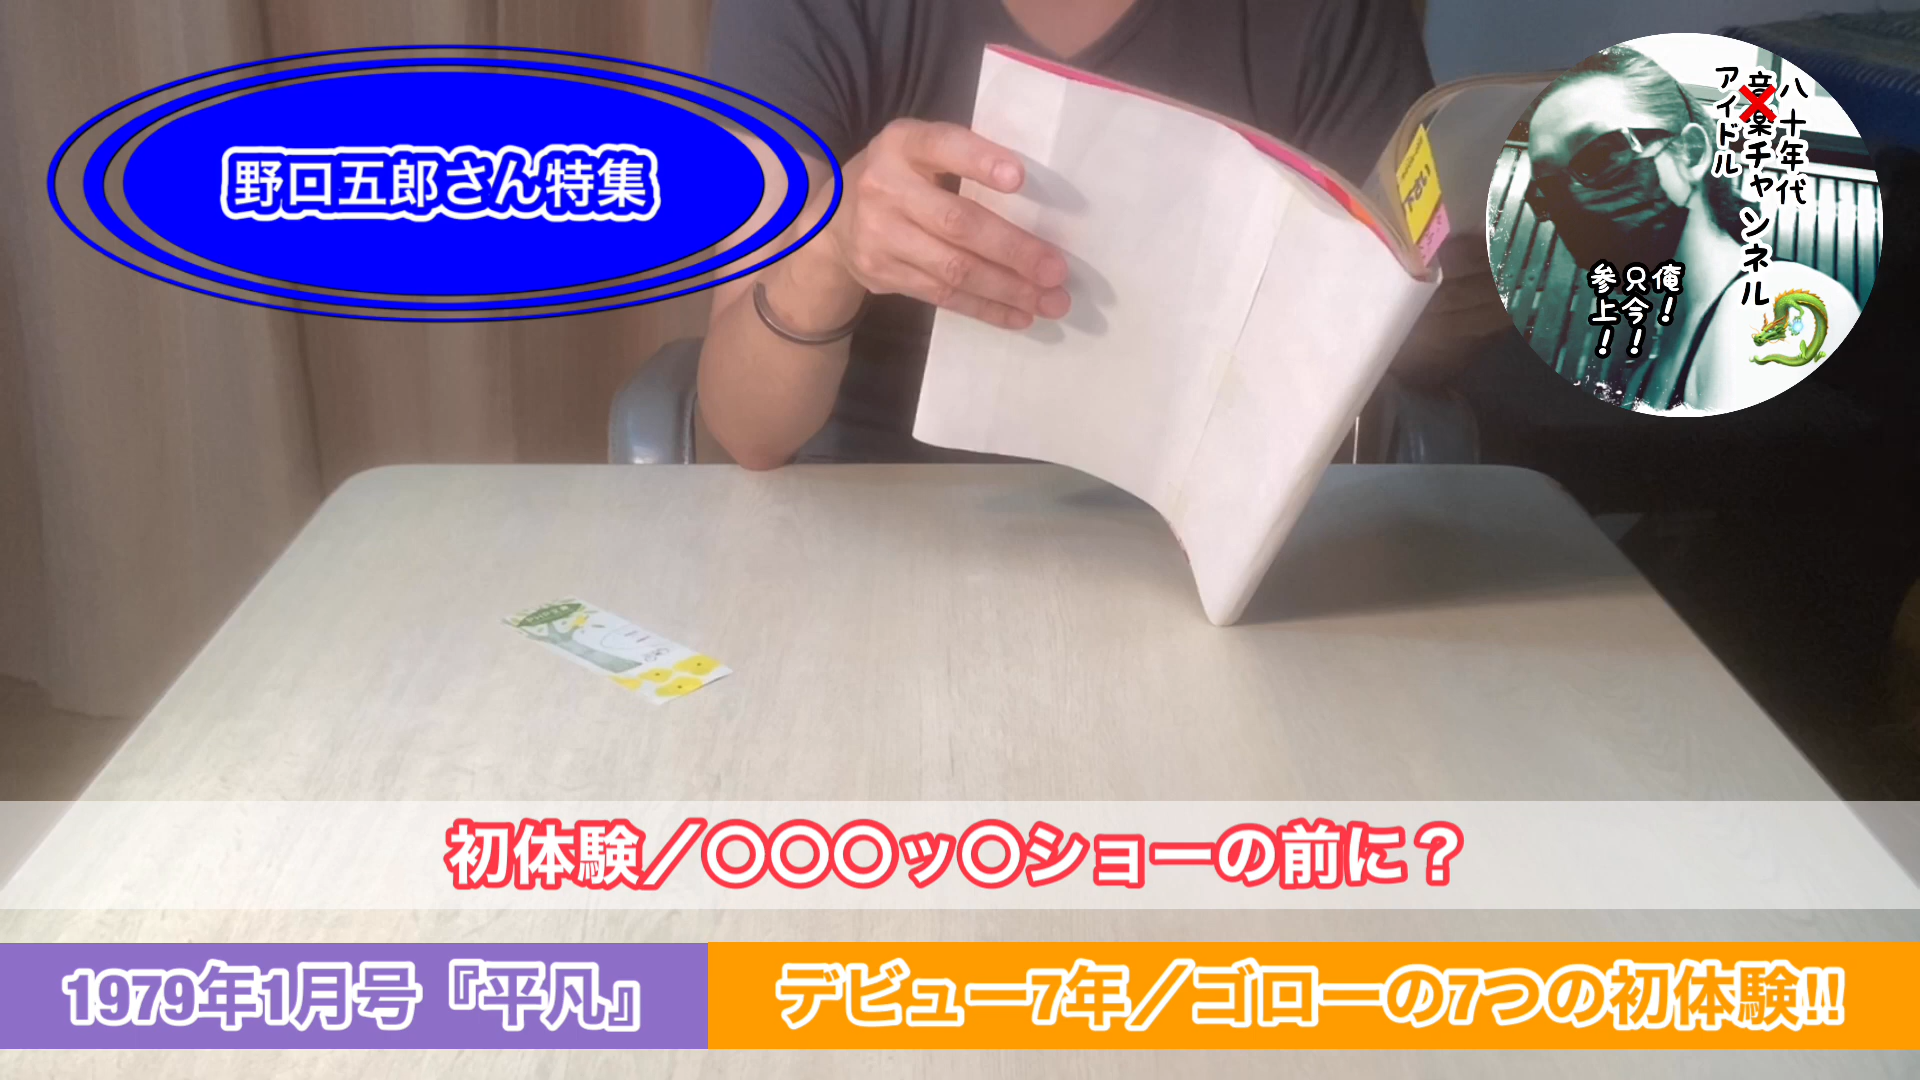 野口五郎さん特集
八十年代
音楽チャンネル
アイドル
俺!
只今!
参上!
下さい
初体験／〇〇〇ッ〇ショーの前に？
1979年1月号『平凡』
デビュー7年／ゴローの7つの初体験!!